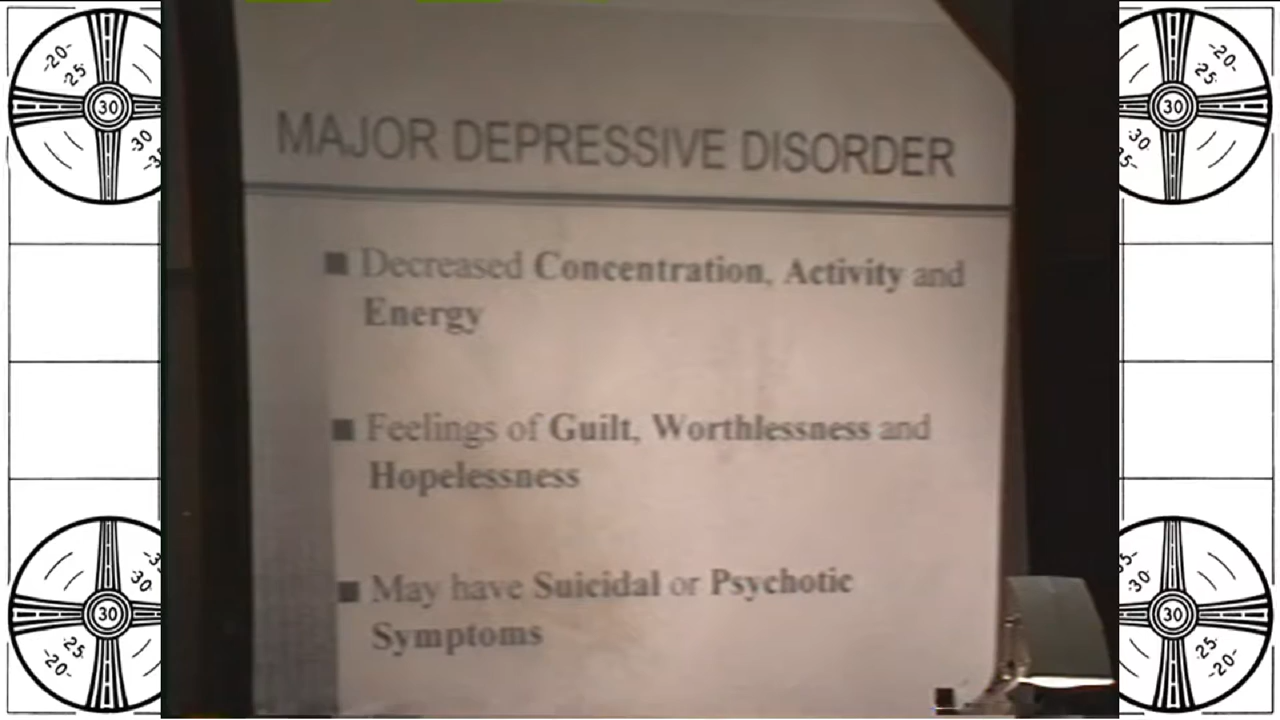 MAJOR DEPRESSIVE DISORDER
■ Decreased Concentration, Activity and
Energy
■ Feelings of Guilt, Worthlessness and
Hopelessness
■ May have Suicidal or Psychotic
Symptoms
-20-
25
30
30
-20-
25
30
30
30
30
25
-20-
30
30
25
-20-